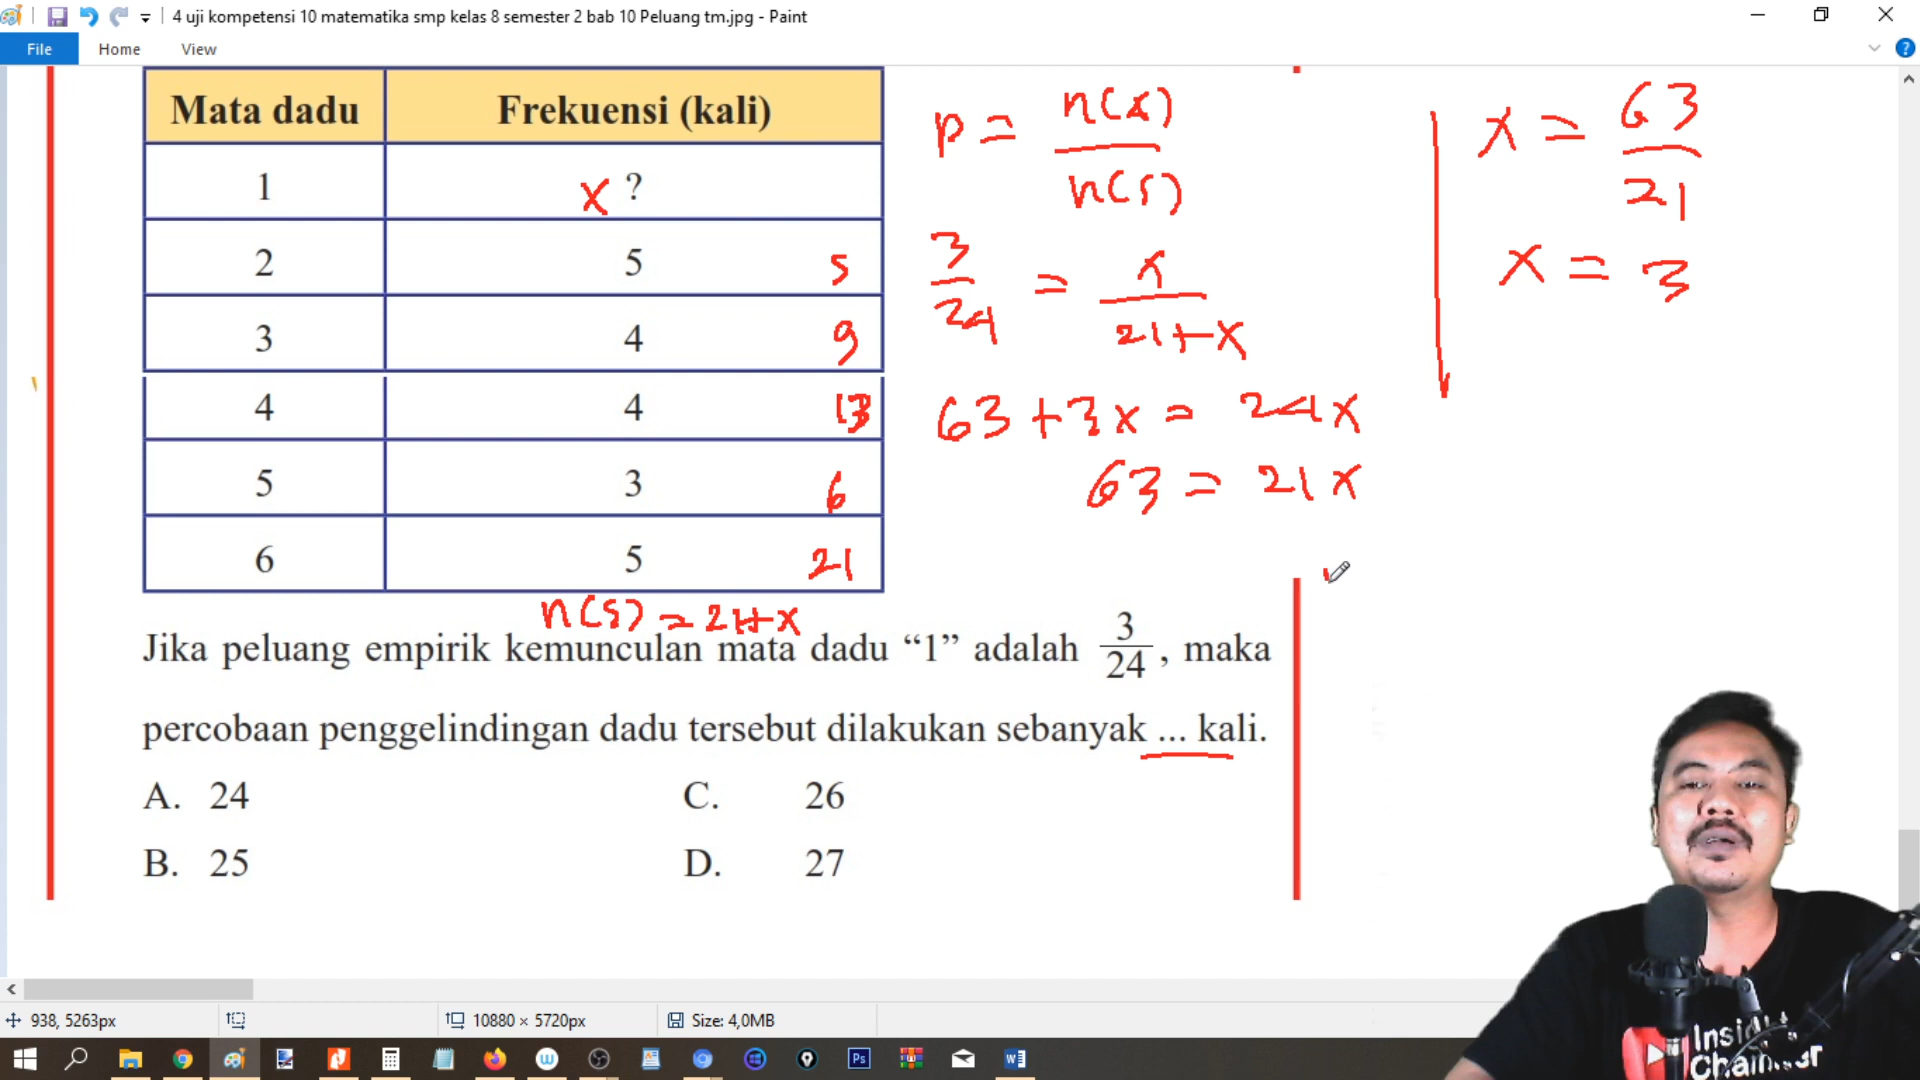 4 uji kompetensi 10 matematika smp kelas 8 semester 2 bab 10 Peluang tm.jpg - Paint
File Home View
Mata dadu Frekuensi (kali)
1 x ?
2 5 5
3 4 9
4 4 13
5 3 6
6 5 21
n(s) = 21+x
p = n(x)/n(s)
3/24 = x/21+x
63+3x = 24x
63 = 21x
x = 63/21
x = 3
Jika peluang empirik kemunculan mata dadu “1” adalah 3/24, maka
percobaan penggelindingan dadu tersebut dilakukan sebanyak ... kali.
A. 24 C. 26
B. 25 D. 27
938, 5263px 10880 × 5720px Size: 4,0MB
Ps